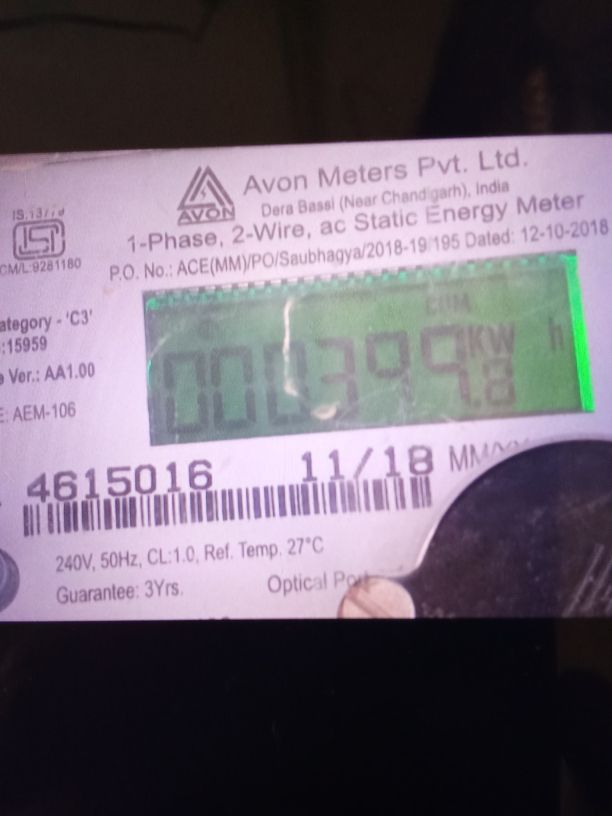 Avon Meters Pvt. Ltd.
AVON
Dera Bassi (Near Chandigarh), India
1-Phase, 2-Wire, ac Static Energy Meter
P.O. No.: ACE(MM)/PO/Saubhagya/2018-19/195 Dated: 12-10-2018
CM/L:9281180
ategory - 'C3'
:15959
Ver.: AA1.00
E: AEM-106
CUM
000399.8 KW h
4615016 11/18 MM/
240V, 50Hz, CL:1.0, Ref. Temp. 27°C
Guarantee: 3Yrs. Optical Port